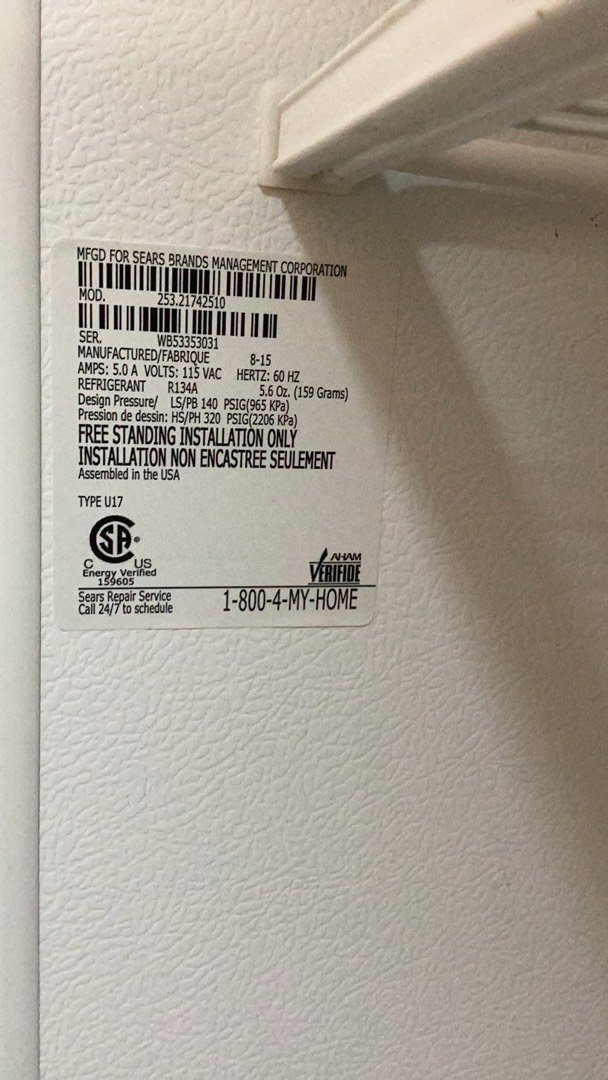 MFGD FOR SEARS BRANDS MANAGEMENT CORPORATION
MOD. 253.21742510
SER. WB53353031
MANUFACTURED/FABRIQUE 8-15
AMPS: 5.0 A VOLTS: 115 VAC HERTZ: 60 HZ
REFRIGERANT R134A 5.6 Oz. (159 Grams)
Design Pressure/ LS/PB 140 PSIG(965 KPa)
Pression de dessin: HS/PH 320 PSIG(2206 KPa)
FREE STANDING INSTALLATION ONLY
INSTALLATION NON ENCASTREE SEULEMENT
Assembled in the USA
TYPE U17
SA
C US
Energy Verified
159605
AHAM
VERIFIDE
Sears Repair Service
Call 24/7 to schedule
1-800-4-MY-HOME